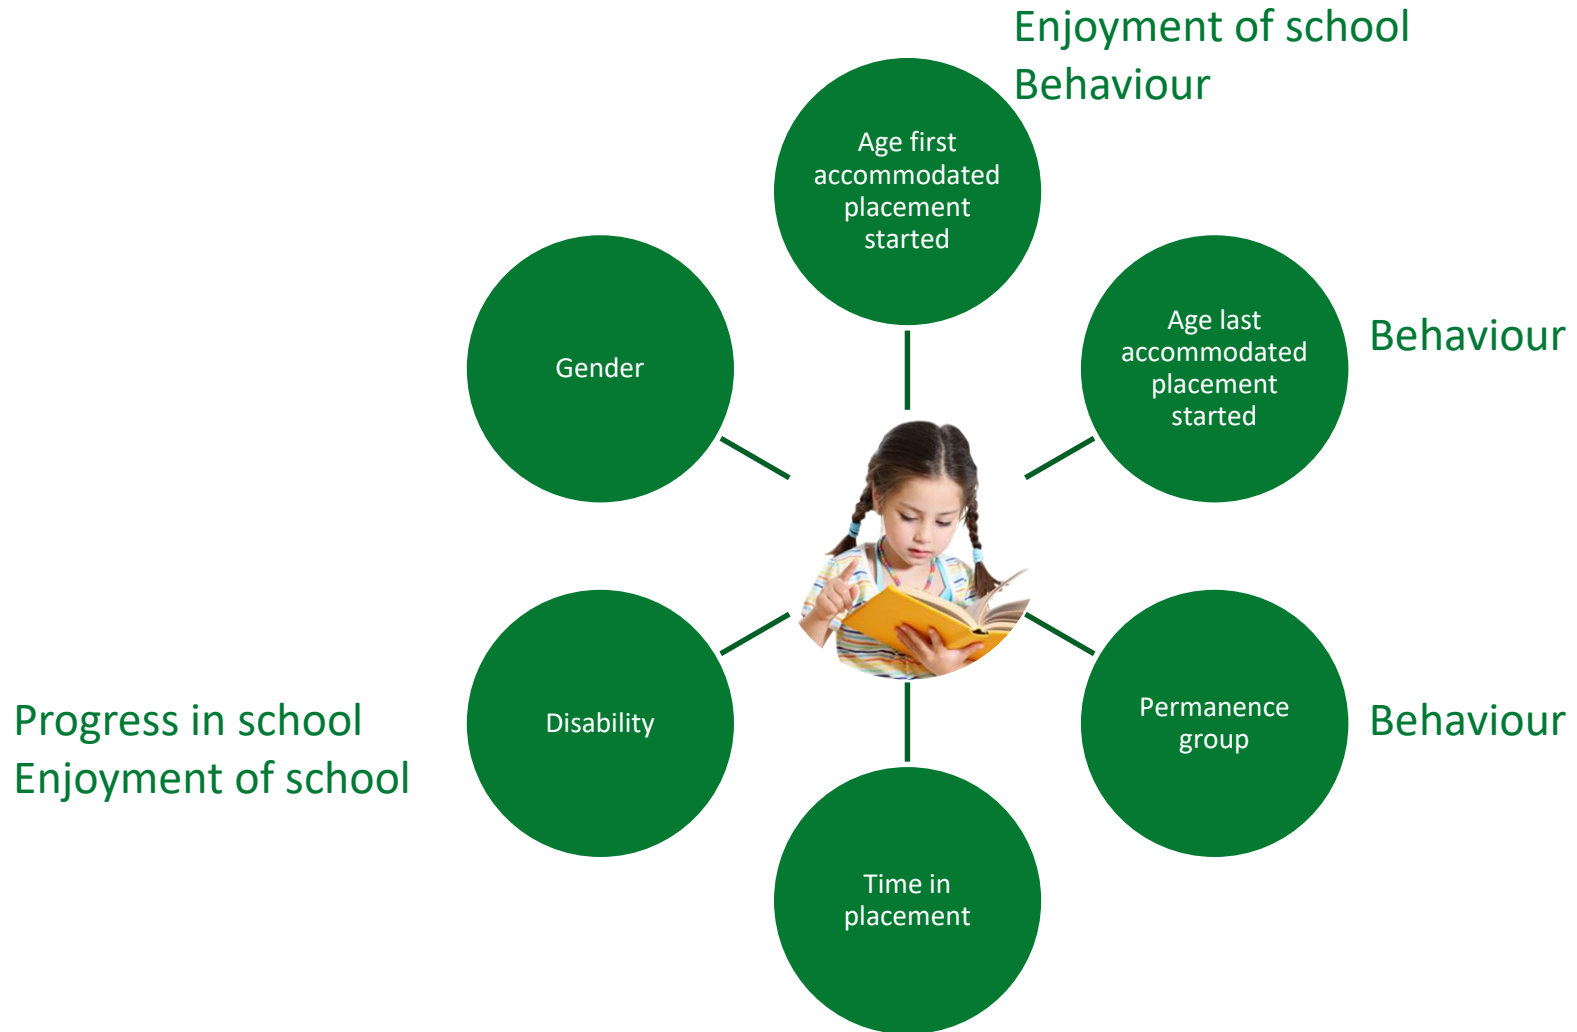 Enjoyment of school
Behaviour
Age first
accommodated
placement
started
Age last
accommodated
placement
started
Behaviour
Gender
Disability
Progress in school
Enjoyment of school
Permanence
group
Behaviour
Time in
placement